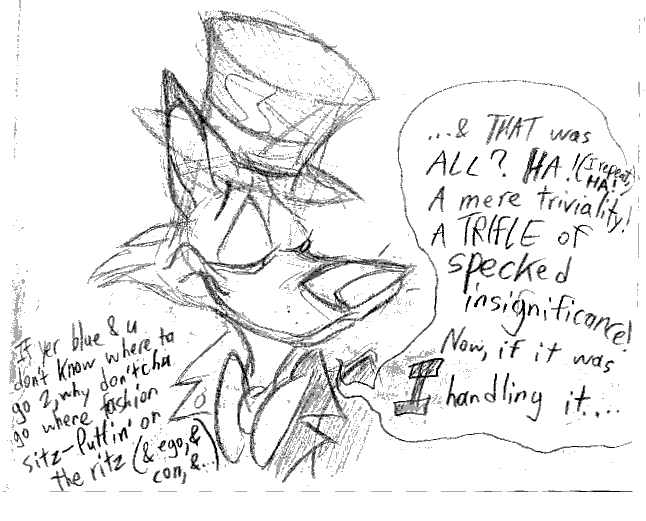 ...& THAT was
ALL? HA! (I repeat, HA!)
A mere triviality!
A TRIFLE OF
specked
insignificance!
Now, if it was
I handling
it....
If yer blue & u
don't know where to
go 2, why don'tcha
go where fashion
sitz-Puttin' on
the ritz (& ego, &
con, &...)